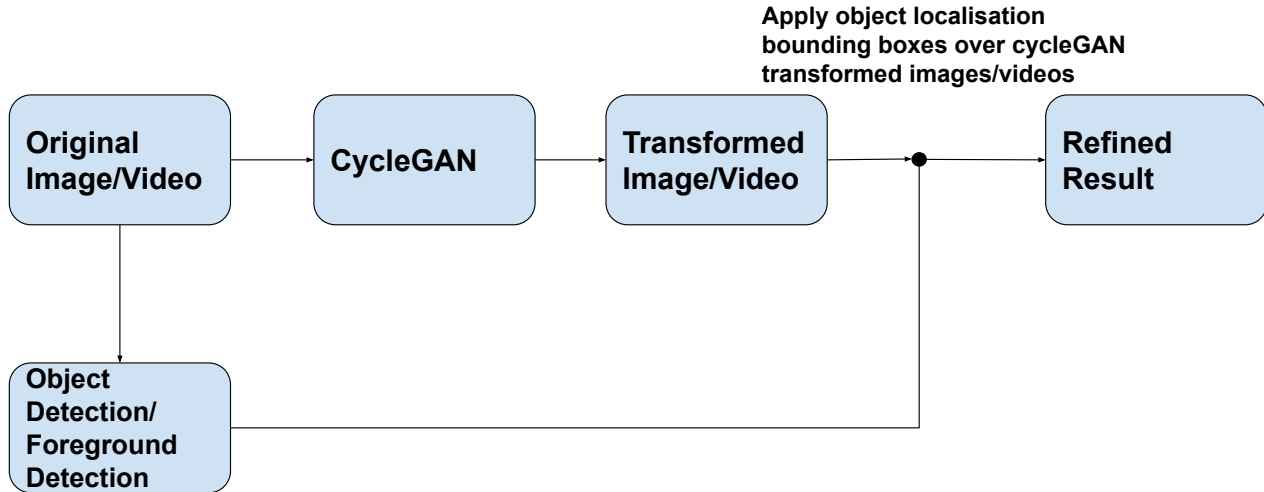 Apply object localisation
bounding boxes over cycleGAN
transformed images/videos
Original
Image/Video
CycleGAN
Transformed
Image/Video
Refined
Result
Object
Detection/
Foreground
Detection